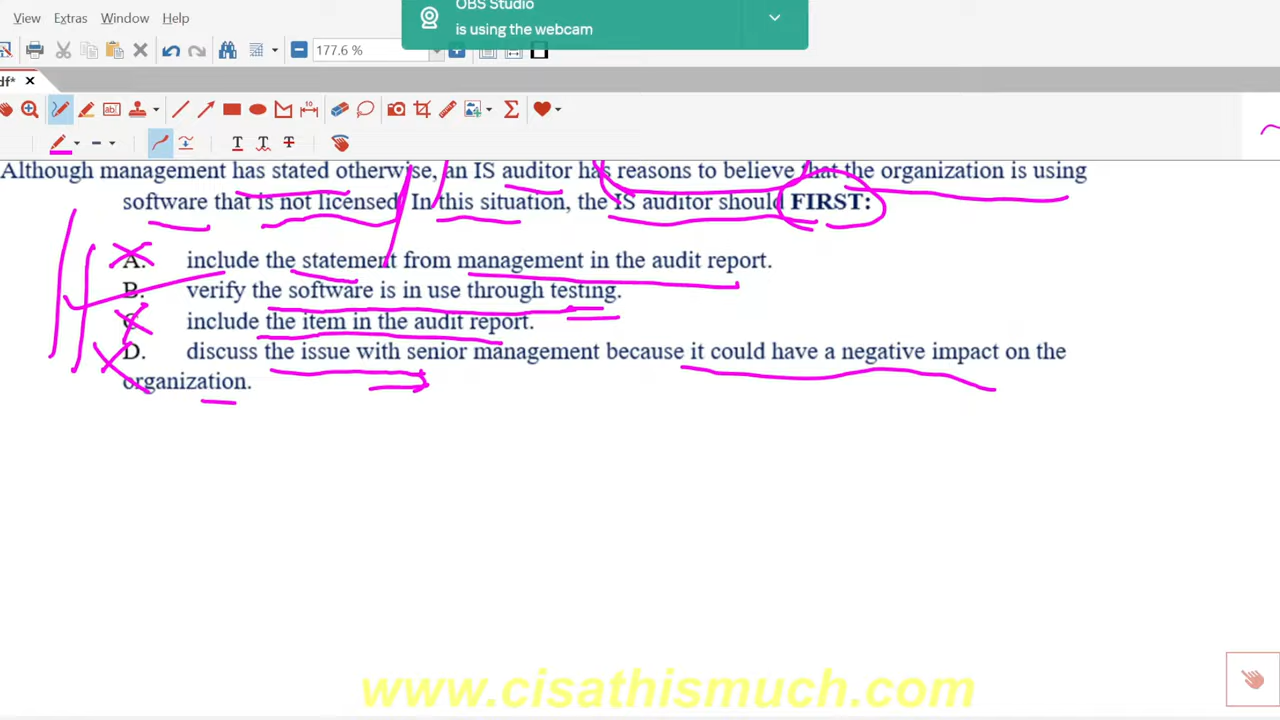 OBS Studio
is using the webcam
View Extras Window Help
177.6 %
df*
Although management has stated otherwise, an IS auditor has reasons to believe that the organization is using
software that is not licensed. In this situation, the IS auditor should FIRST:
A. include the statement from management in the audit report.
B. verify the software is in use through testing.
C. include the item in the audit report.
D. discuss the issue with senior management because it could have a negative impact on the
organization.
www.cisathismuch.com